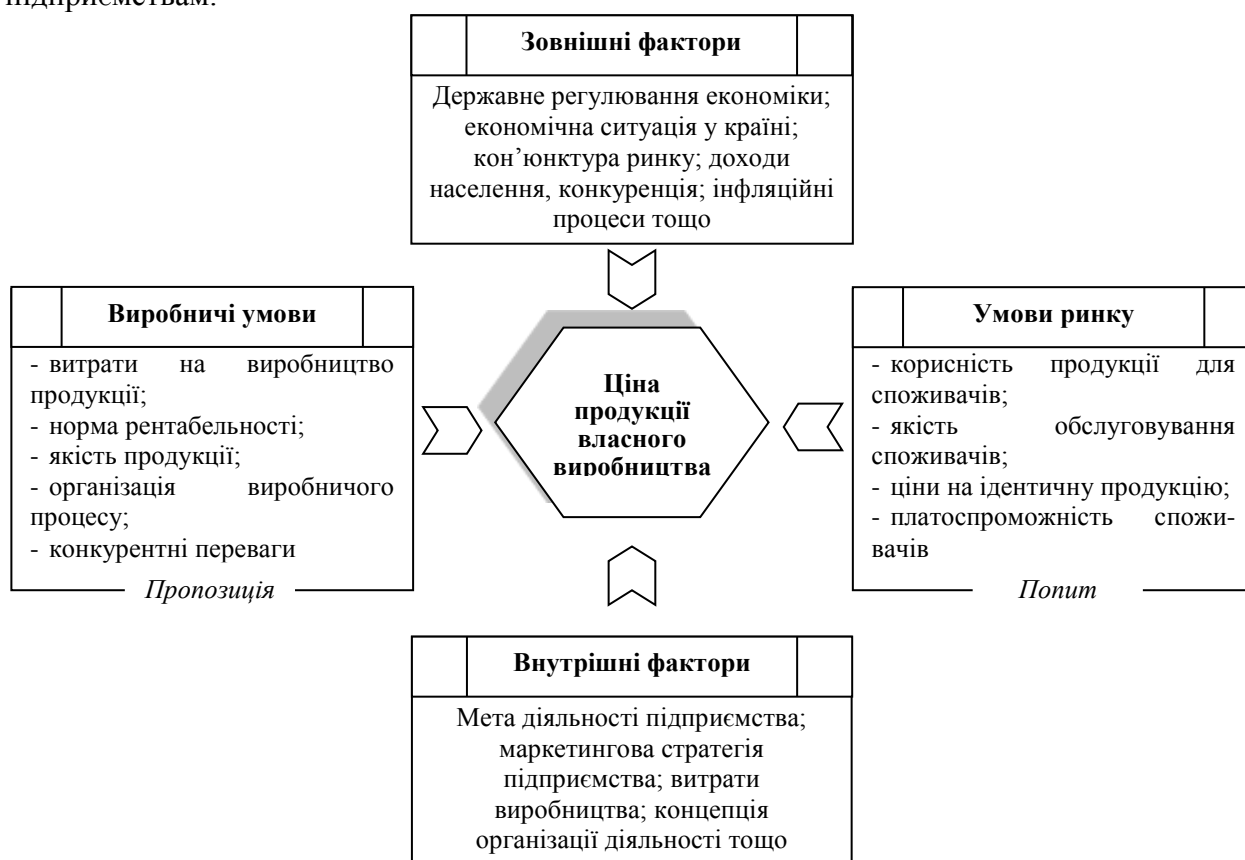 підприємствам.
Зовнішні фактори
Державне регулювання економіки;
економічна ситуація у країні;
кон’юнктура ринку; доходи
населення, конкуренція; інфляційні
процеси тощо
Виробничі умови
- витрати на виробництво
продукції;
- норма рентабельності;
- якість продукції;
- організація виробничого
процесу;
- конкурентні переваги
Пропозиція
Ціна
продукції
власного
виробництва
Умови ринку
- корисність продукції для
споживачів;
- якість обслуговування
споживачів;
- ціни на ідентичну продукцію;
- платоспроможність спожи-
вачів
Попит
Внутрішні фактори
Мета діяльності підприємства;
маркетингова стратегія
підприємства; витрати
виробництва; концепція
організації діяльності тощо